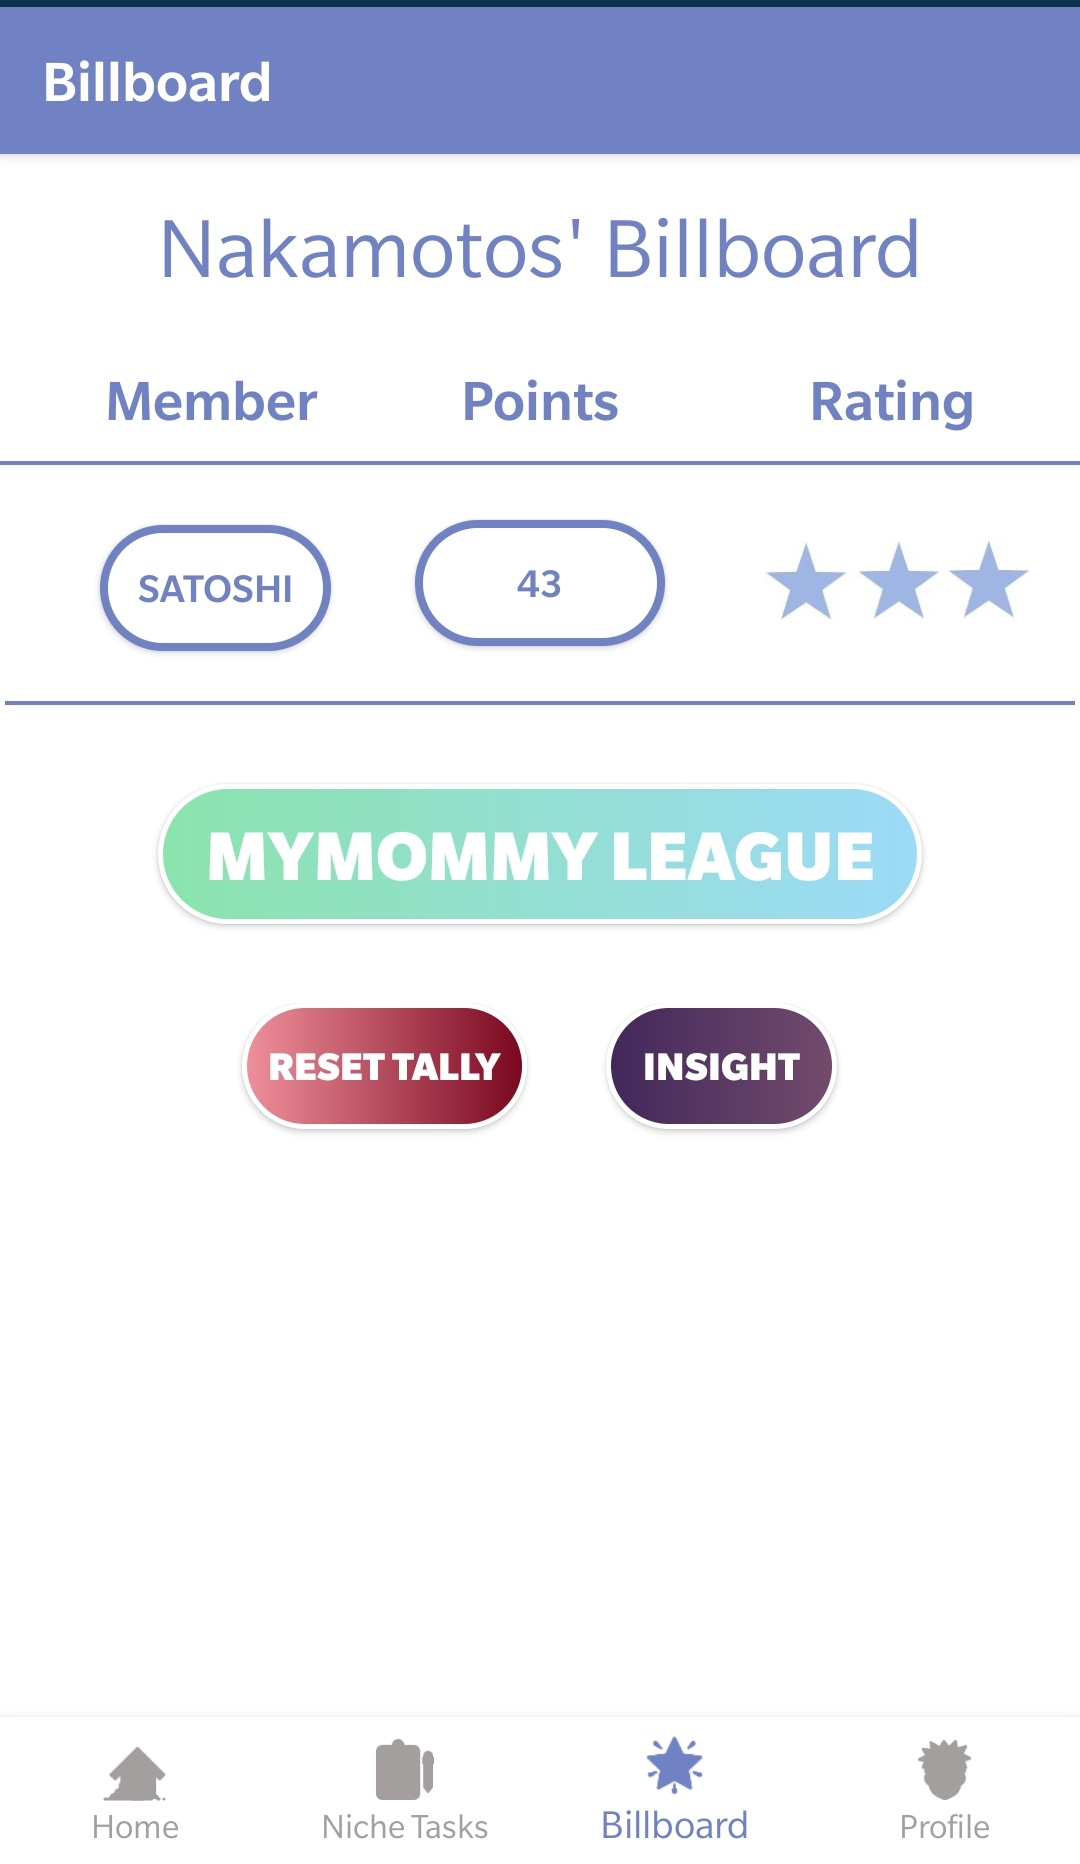 Billboard
Nakamotos' Billboard
Member Points Rating
SATOSHI 43
MYMOMMY LEAGUE
RESET TALLY INSIGHT
Home Niche Tasks Billboard Profile